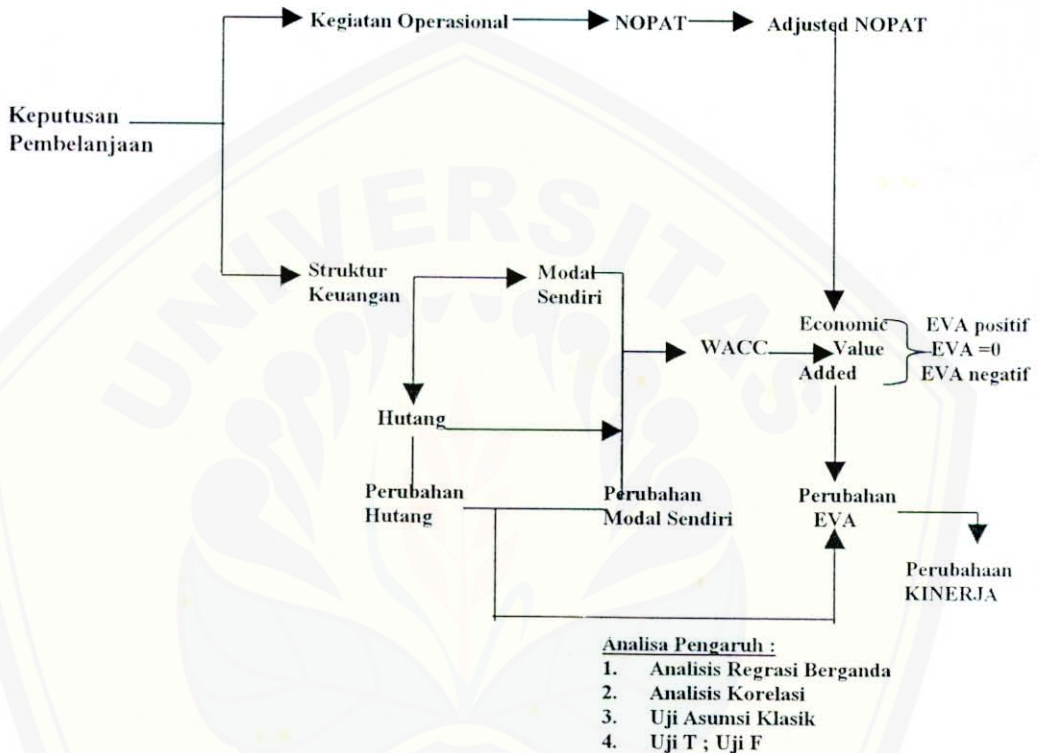 Kegiatan Operasional NOPAT Adjusted NOPAT
Keputusan
Pembelanjaan
UNIVERSITAS
Struktur
Keuangan
Modal
Sendiri
Hutang
WACC
Economic
Value
Added
EVA positif
EVA =0
EVA negatif
Perubahan
Hutang
Perubahan
Modal Sendiri
Perubahan
EVA
Perubahaan
KINERJA
Analisa Pengaruh :
1. Analisis Regrasi Berganda
2. Analisis Korelasi
3. Uji Asumsi Klasik
4. Uji T ; Uji F